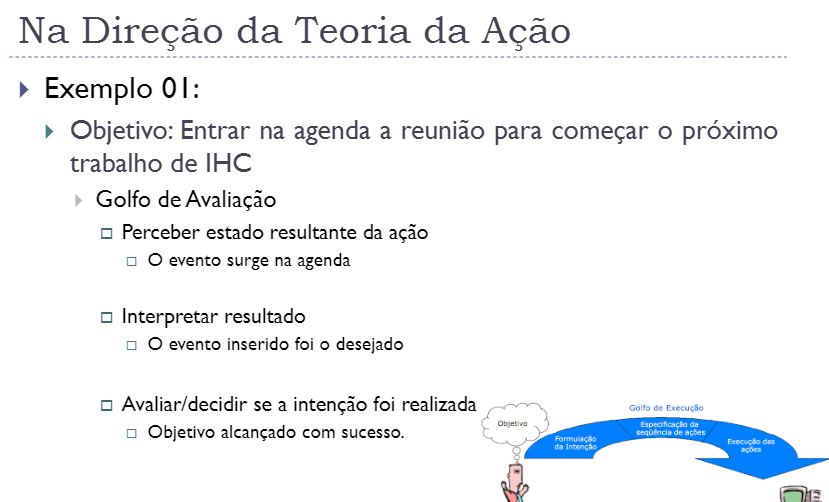 Na Direção da Teoria da Ação
Exemplo 01:
Objetivo: Entrar na agenda a reunião para começar o próximo
trabalho de IHC
Golfo de Avaliação
Perceber estado resultante da ação
O evento surge na agenda
Interpretar resultado
O evento inserido foi o desejado
Avaliar/decidir se a intenção foi realizada
Objetivo alcançado com sucesso.
Golfo de Execução
Objetivo
Formulação
da Intenção
Especificação da
seqüência de ações
Execução das
ações